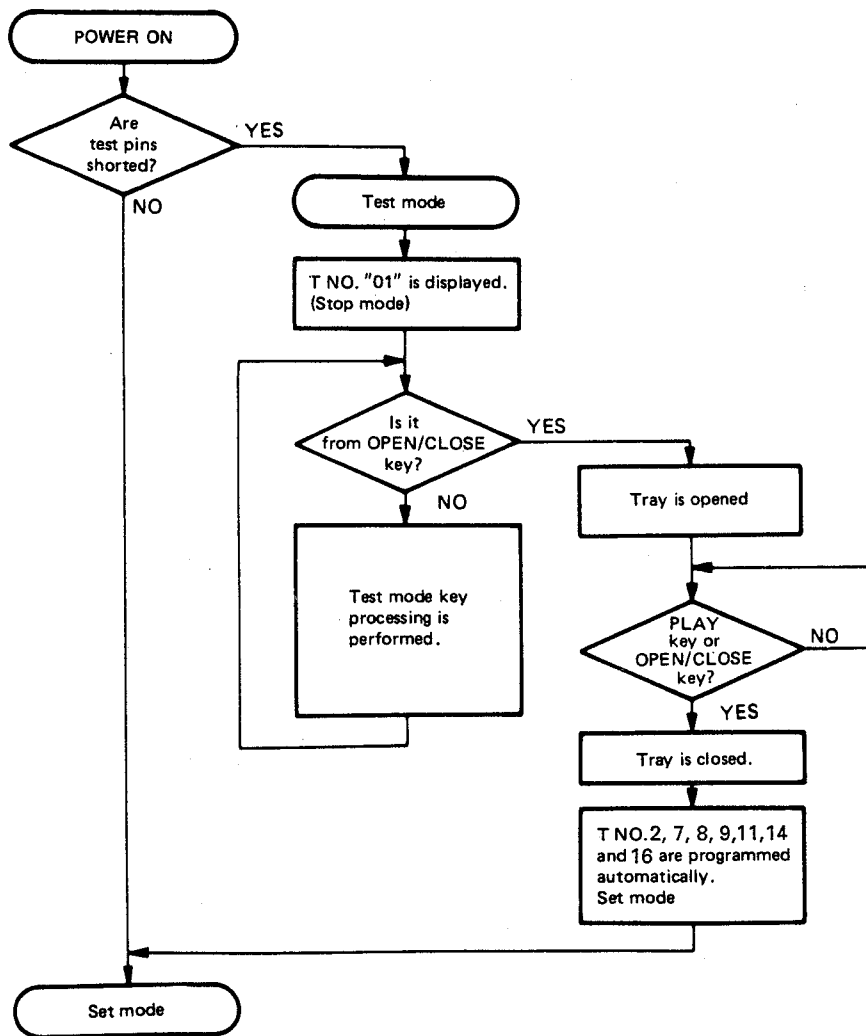 POWER ON
Are
test pins
shorted?
YES
NO
Test mode
T NO. "01" is displayed.
(Stop mode)
Is it
from OPEN/CLOSE
key?
YES
NO
Tray is opened
Test mode key
processing is
performed.
PLAY
key or
OPEN/CLOSE
key?
NO
YES
Tray is closed.
T NO.2, 7, 8, 9,11,14
and 16 are programmed
automatically.
Set mode
Set mode